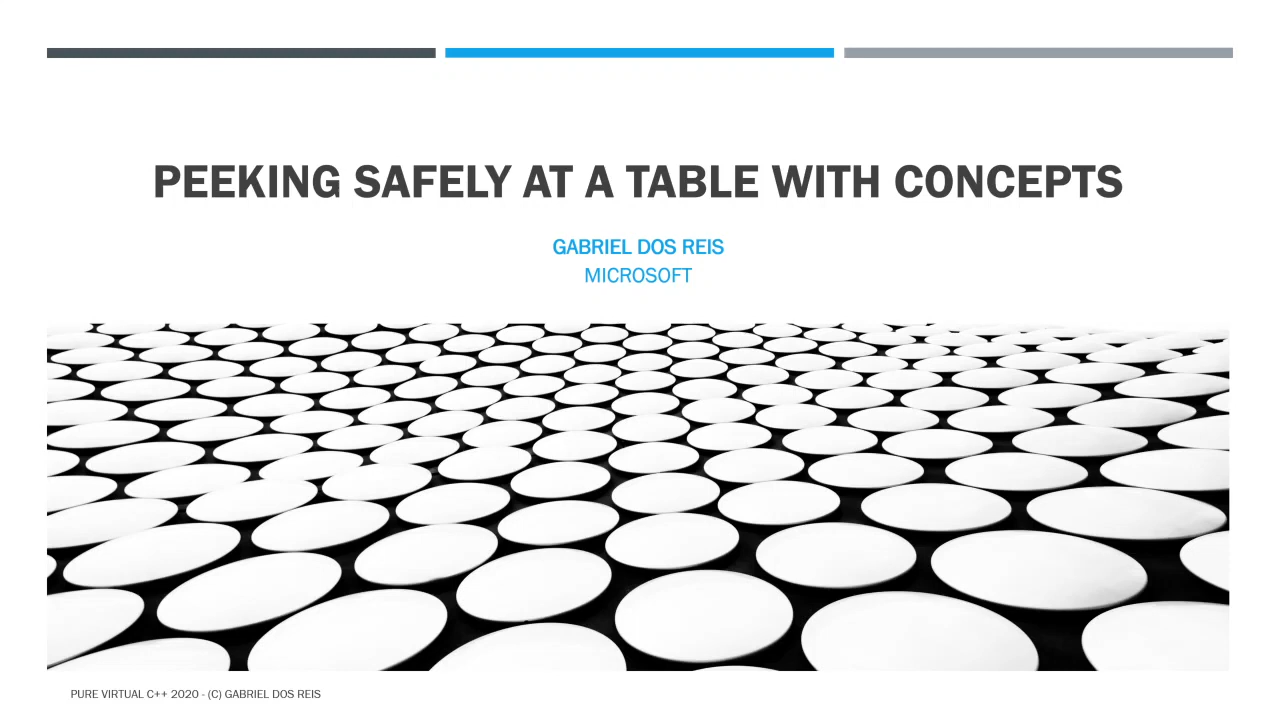 PEEKING SAFELY AT A TABLE WITH CONCEPTS
GABRIEL DOS REIS
MICROSOFT
PURE VIRTUAL C++ 2020 - (C) GABRIEL DOS REIS